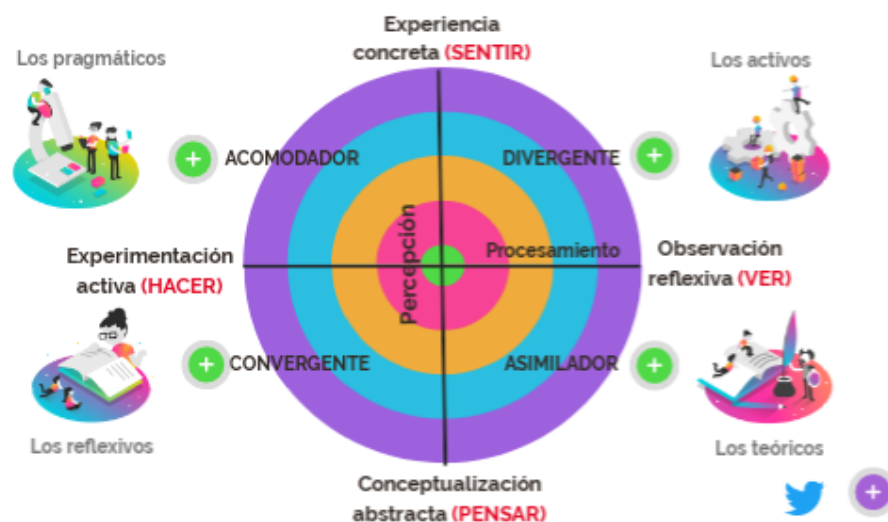 Experiencia
concreta (SENTIR)
Los pragmáticos
Los activos
ACOMODADOR
DIVERGENTE
Percepción
Procesamiento
Experimentación
activa (HACER)
Observación
reflexiva (VER)
CONVERGENTE
ASIMILADOR
Los reflexivos
Los teóricos
Conceptualización
abstracta (PENSAR)